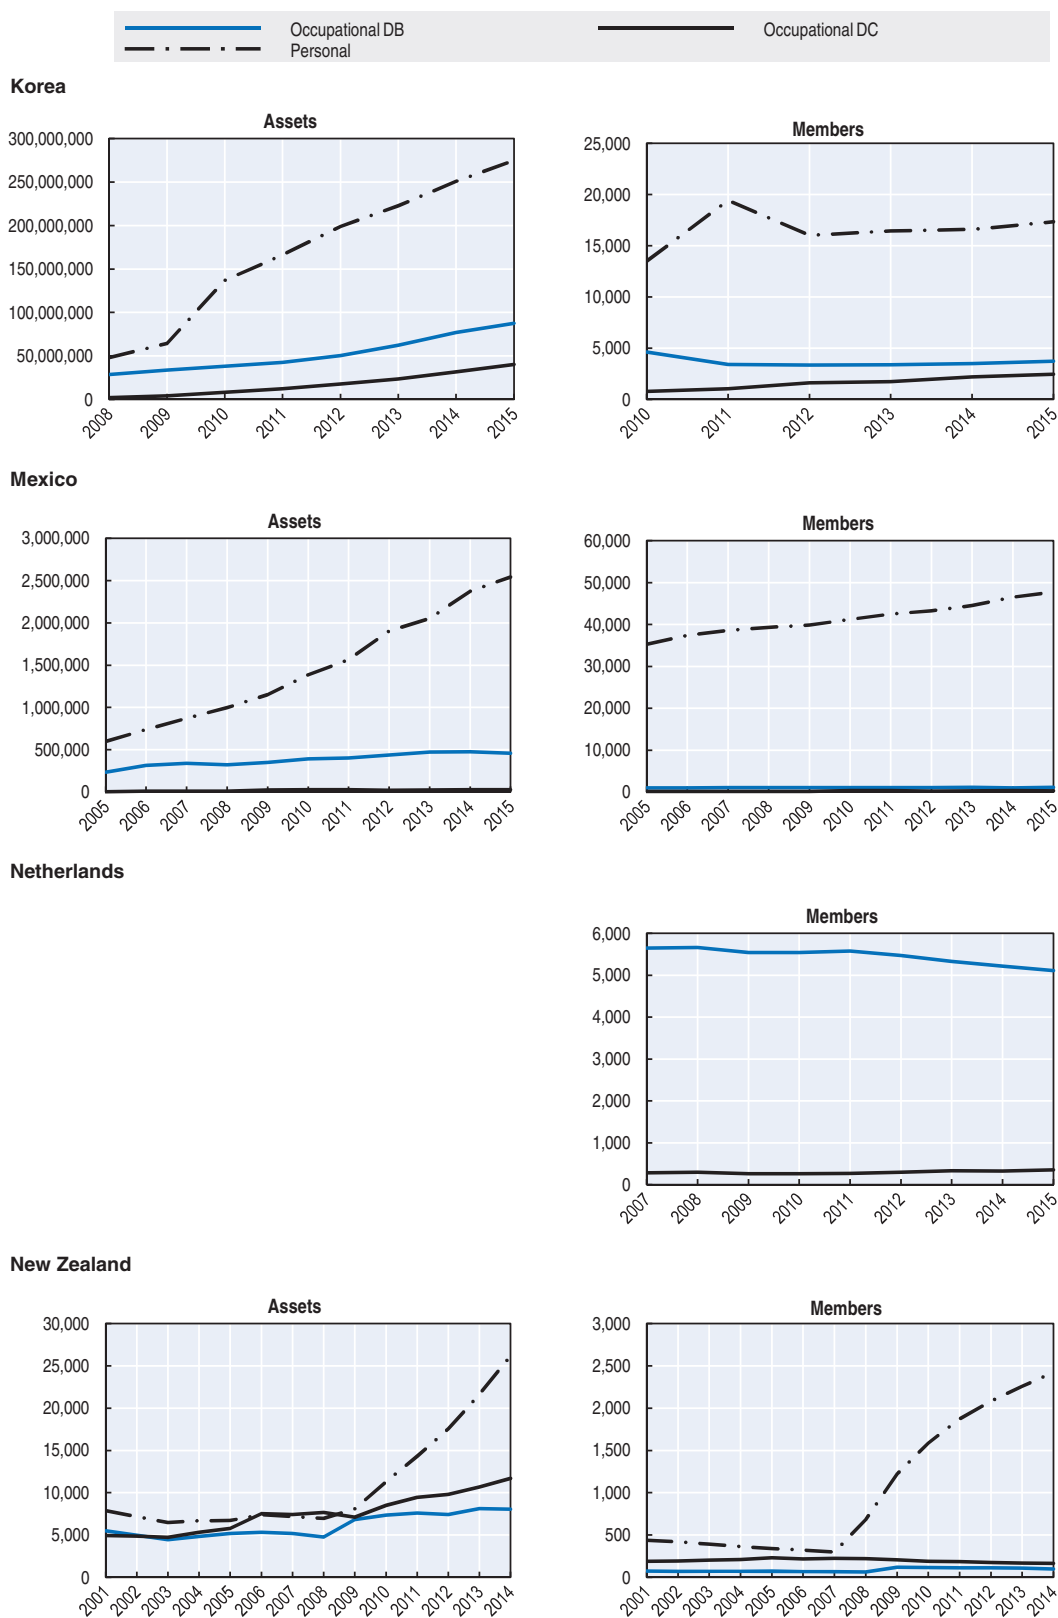 Occupational DB
Occupational DC
Personal
Korea
Assets
300,000,000
250,000,000
200,000,000
150,000,000
100,000,000
50,000,000
0
2008 2009 2010 2011 2012 2013 2014 2015
Members
25,000
20,000
15,000
10,000
5,000
0
2010 2011 2012 2013 2014 2015
Mexico
Assets
3,000,000
2,500,000
2,000,000
1,500,000
1,000,000
500,000
0
2005 2006 2007 2008 2009 2010 2011 2012 2013 2014 2015
Members
60,000
50,000
40,000
30,000
20,000
10,000
0
2005 2006 2007 2008 2009 2010 2011 2012 2013 2014 2015
Netherlands
Members
6,000
5,000
4,000
3,000
2,000
1,000
0
2007 2008 2009 2010 2011 2012 2013 2014 2015
New Zealand
Assets
30,000
25,000
20,000
15,000
10,000
5,000
0
2001 2002 2003 2004 2005 2006 2007 2008 2009 2010 2011 2012 2013 2014
Members
3,000
2,500
2,000
1,500
1,000
500
0
2001 2002 2003 2004 2005 2006 2007 2008 2009 2010 2011 2012 2013 2014